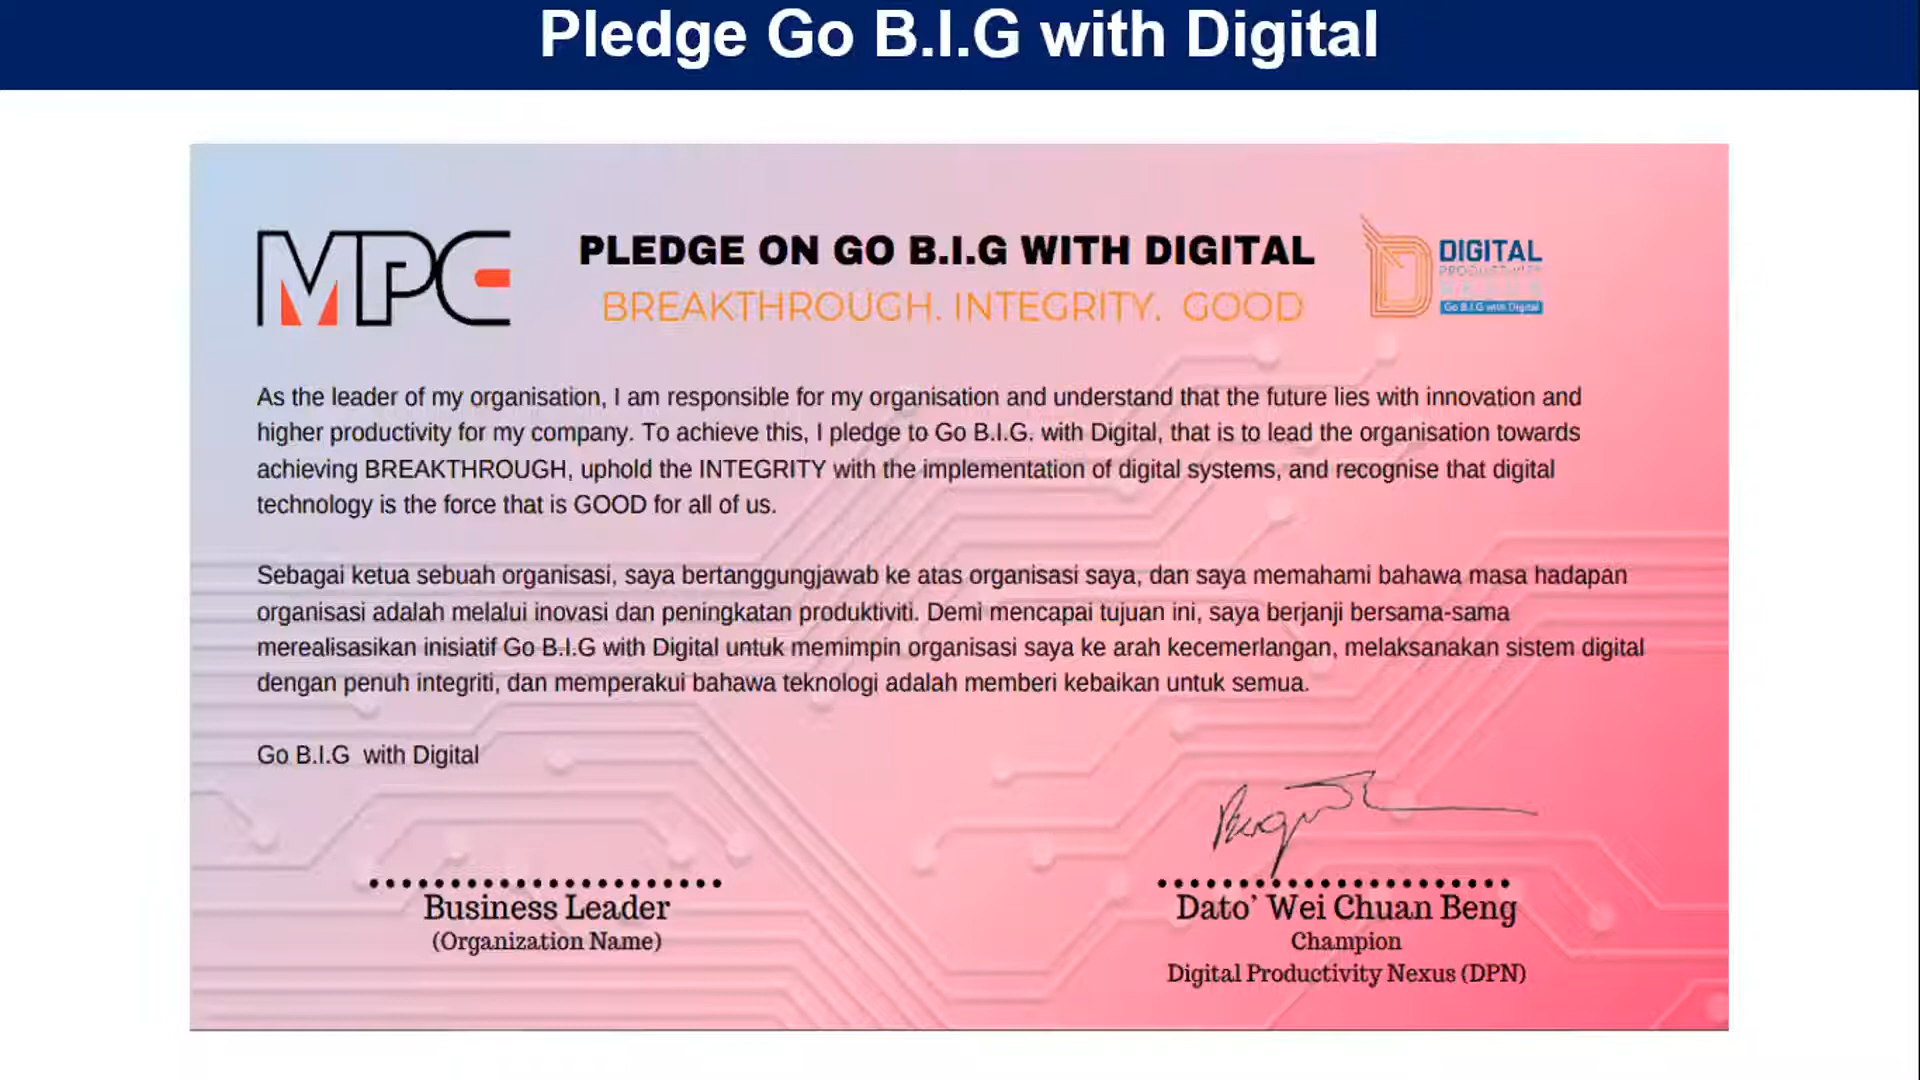 Pledge Go B.I.G with Digital
MPC
PLEDGE ON GO B.I.G WITH DIGITAL
BREAKTHROUGH. INTEGRITY. GOOD
DIGITAL
PRODUCTIVITY
NEXUS
Go B.I.G with Digital
As the leader of my organisation, I am responsible for my organisation and understand that the future lies with innovation and
higher productivity for my company. To achieve this, I pledge to Go B.I.G. with Digital, that is to lead the organisation towards
achieving BREAKTHROUGH, uphold the INTEGRITY with the implementation of digital systems, and recognise that digital
technology is the force that is GOOD for all of us.
Sebagai ketua sebuah organisasi, saya bertanggungjawab ke atas organisasi saya, dan saya memahami bahawa masa hadapan
organisasi adalah melalui inovasi dan peningkatan produktiviti. Demi mencapai tujuan ini, saya berjanji bersama-sama
merealisasikan inisiatif Go B.I.G with Digital untuk memimpin organisasi saya ke arah kecemerlangan, melaksanakan sistem digital
dengan penuh integriti, dan memperakui bahawa teknologi adalah memberi kebaikan untuk semua.
Go B.I.G with Digital
Business Leader
(Organization Name)
Dato’ Wei Chuan Beng
Champion
Digital Productivity Nexus (DPN)